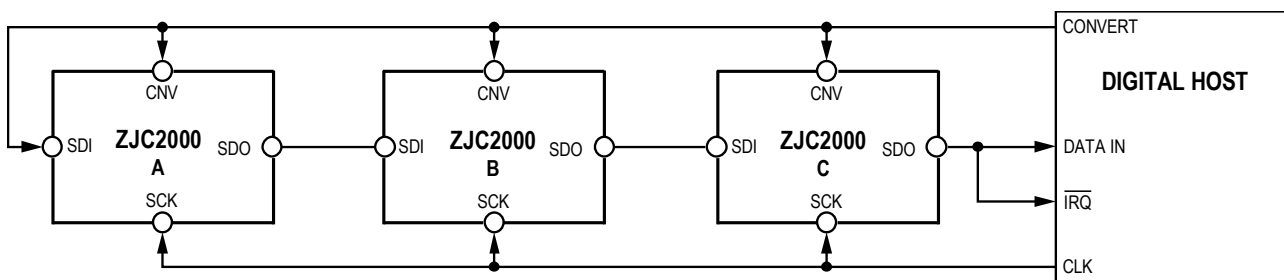 CONVERT
DIGITAL HOST
CNV
CNV
CNV
SDI
ZJC2000
A
SDO
SCK
SDI
ZJC2000
B
SDO
SCK
SDI
ZJC2000
C
SDO
SCK
DATA IN
IRQ
CLK